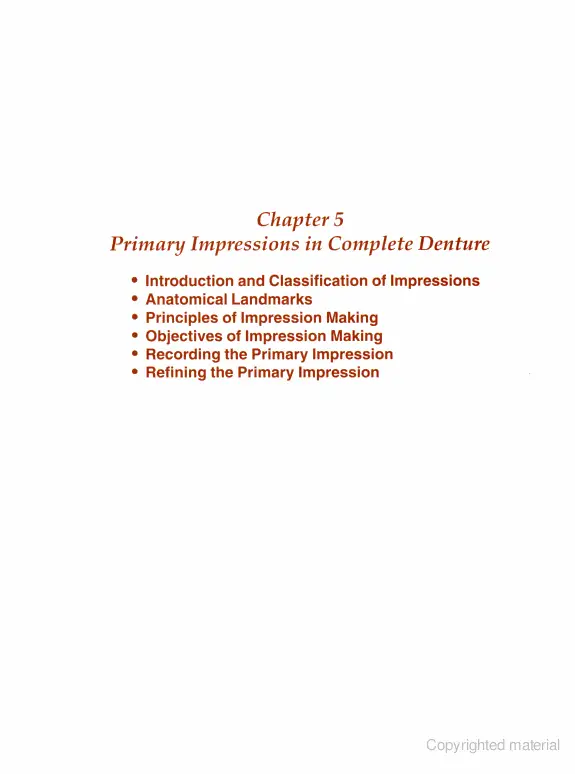 Chapter 5
Primary Impressions in Complete Denture
• Introduction and Classification of Impressions
• Anatomical Landmarks
• Principles of Impression Making
• Objectives of Impression Making
• Recording the Primary Impression
• Refining the Primary Impression
Copyrighted material